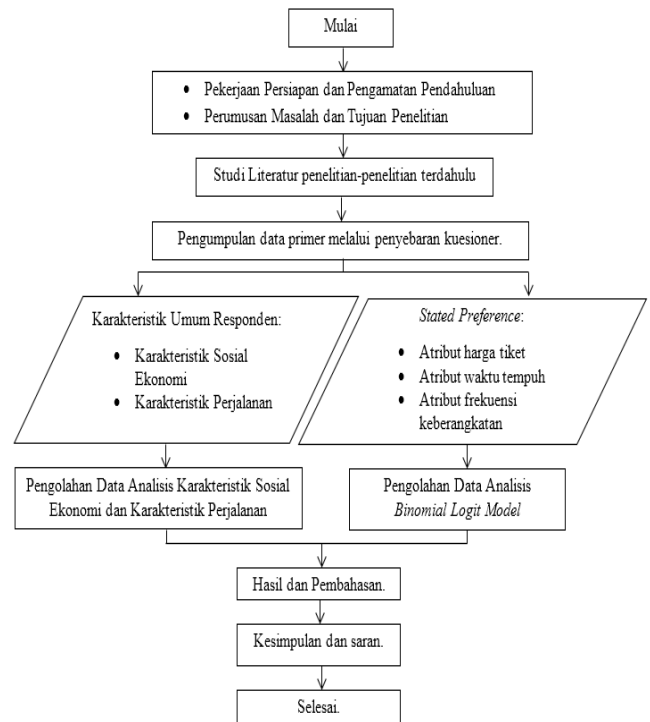 Mulai
• Pekerjaan Persiapan dan Pengamatan Pendahuluan
• Perumusan Masalah dan Tujuan Penelitian
Studi Literatur penelitian-penelitian terdahulu
Pengumpulan data primer melalui penyebaran kuesioner.
Karakteristik Umum Responden:
• Karakteristik Sosial
Ekonomi
• Karakteristik Perjalanan
Stated Preference:
• Atribut harga tiket
• Atribut waktu tempuh
• Atribut frekuensi
keberangkatan
Pengolahan Data Analisis Karakteristik Sosial
Ekonomi dan Karakteristik Perjalanan
Pengolahan Data Analisis
Binomial Logit Model
Hasil dan Pembahasan.
Kesimpulan dan saran.
Selesai.